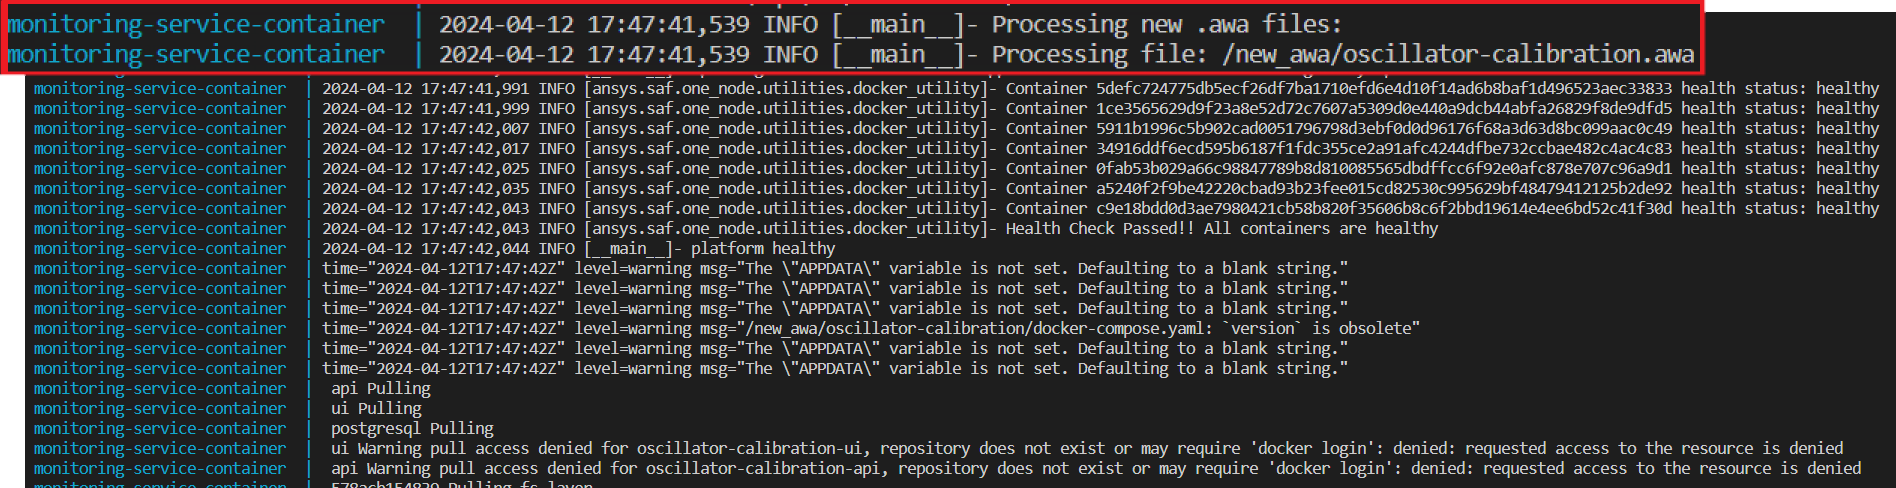 monitoring-service-container | 2024-04-12 17:47:41,539 INFO [__main__]- Processing new .awa files:
monitoring-service-container | 2024-04-12 17:47:41,539 INFO [__main__]- Processing file: /new_awa/oscillator-calibration.awa
monitoring-service-container | 2024-04-12 17:47:41,991 INFO [ansys.saf.one_node.utilities.docker_utility]- Container 5defc724775db5ecf26df7ba1710efd6e4d10f14ad6b8baf1d496523aec33833 health status: healthy
monitoring-service-container | 2024-04-12 17:47:41,999 INFO [ansys.saf.one_node.utilities.docker_utility]- Container 1ce3565629d9f23a8e52d72c7607a5309d0e440a9dcb44abfa26829f8de9dfd5 health status: healthy
monitoring-service-container | 2024-04-12 17:47:42,007 INFO [ansys.saf.one_node.utilities.docker_utility]- Container 5911b1996c5b902cad0051796798d3ebf0d0d96176f68a3d63d8bc099aac0c49 health status: healthy
monitoring-service-container | 2024-04-12 17:47:42,017 INFO [ansys.saf.one_node.utilities.docker_utility]- Container 34916ddf6ecd595b6187f1fdc355ce2a91afc4244dfbe732ccbae482c4ac4c83 health status: healthy
monitoring-service-container | 2024-04-12 17:47:42,025 INFO [ansys.saf.one_node.utilities.docker_utility]- Container 0fab53b029a66c98847789b8d810085565dbdffcc6f92e0afc878e707c96a9d1 health status: healthy
monitoring-service-container | 2024-04-12 17:47:42,035 INFO [ansys.saf.one_node.utilities.docker_utility]- Container a5240f2f9be42220cbad93b23fee015cd82530c995629bf48479412125b2de92 health status: healthy
monitoring-service-container | 2024-04-12 17:47:42,043 INFO [ansys.saf.one_node.utilities.docker_utility]- Container c9e18bdd0d3ae7980421cb58b820f35606b8c6f2bbd19614e4ee6bd52c41f30d health status: healthy
monitoring-service-container | 2024-04-12 17:47:42,043 INFO [ansys.saf.one_node.utilities.docker_utility]- Health Check Passed!! All containers are healthy
monitoring-service-container | 2024-04-12 17:47:42,044 INFO [__main__]- platform healthy
monitoring-service-container | time="2024-04-12T17:47:42Z" level=warning msg="The \"APPDATA\" variable is not set. Defaulting to a blank string."
monitoring-service-container | time="2024-04-12T17:47:42Z" level=warning msg="The \"APPDATA\" variable is not set. Defaulting to a blank string."
monitoring-service-container | time="2024-04-12T17:47:42Z" level=warning msg="The \"APPDATA\" variable is not set. Defaulting to a blank string."
monitoring-service-container | time="2024-04-12T17:47:42Z" level=warning msg="/new_awa/oscillator-calibration/docker-compose.yaml: `version` is obsolete"
monitoring-service-container | time="2024-04-12T17:47:42Z" level=warning msg="The \"APPDATA\" variable is not set. Defaulting to a blank string."
monitoring-service-container | time="2024-04-12T17:47:42Z" level=warning msg="The \"APPDATA\" variable is not set. Defaulting to a blank string."
monitoring-service-container | api Pulling
monitoring-service-container | ui Pulling
monitoring-service-container | postgresql Pulling
monitoring-service-container | ui Warning pull access denied for oscillator-calibration-ui, repository does not exist or may require 'docker login': denied: requested access to the resource is denied
monitoring-service-container | api Warning pull access denied for oscillator-calibration-api, repository does not exist or may require 'docker login': denied: requested access to the resource is denied
Pulling fs layer